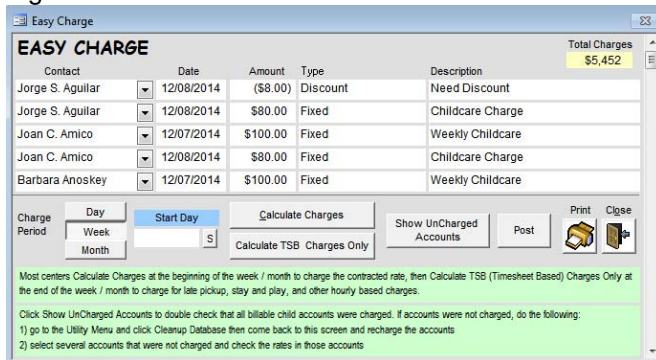 Easy Charge
EASY CHARGE
Total Charges
$5,452
Contact Date Amount Type Description
Jorge S. Aguilar 12/08/2014 ($8.00) Discount Need Discount
Jorge S. Aguilar 12/08/2014 $80.00 Fixed Childcare Charge
Joan C. Amico 12/07/2014 $100.00 Fixed Weekly Childcare
Joan C. Amico 12/08/2014 $80.00 Fixed Childcare Charge
Barbara Anoskey 12/07/2014 $100.00 Fixed Weekly Childcare
Charge Period
Day
Week
Month
Start Day
S
Calculate Charges
Calculate TSB Charges Only
Show UnCharged Accounts
Post
Print
Close
Most centers Calculate Charges at the beginning of the week / month to charge the contracted rate, then Calculate TSB (Timesheet Based) Charges Only at
the end of the week / month to charge for late pickup, stay and play, and other hourly based charges.
Click Show UnCharged Accounts to double check that all billable child accounts were charged. If accounts were not charged, do the following:
1) go to the Utility Menu and click Cleanup Database then come back to this screen and recharge the accounts
2) select several accounts that were not charged and check the rates in those accounts